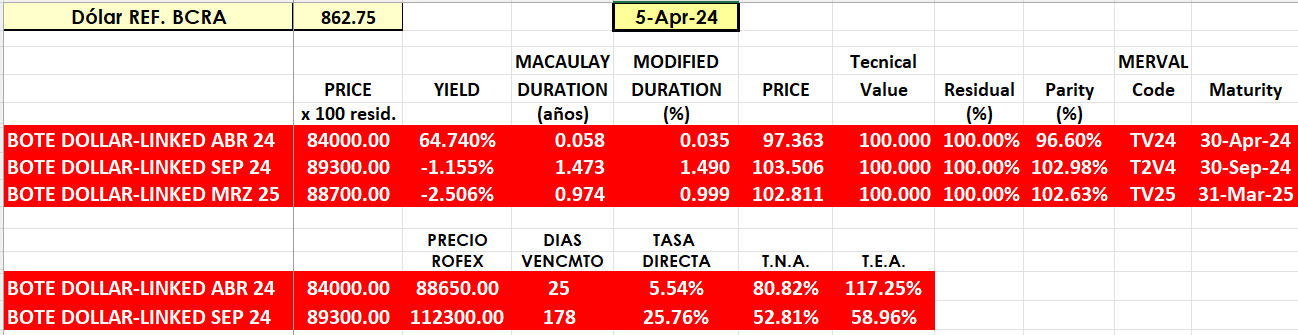 Dólar REF. BCRA 862.75 5-Apr-24
MACAULAY MODIFIED Tecnical MERVAL
PRICE YIELD DURATION DURATION PRICE Value Residual Parity Code Maturity
x 100 resid. (años) (%) (%) (%)
BOTE DOLLAR-LINKED ABR 24 84000.00 64.740% 0.058 0.035 97.363 100.000 100.00% 96.60% TV24 30-Apr-24
BOTE DOLLAR-LINKED SEP 24 89300.00 -1.155% 1.473 1.490 103.506 100.000 100.00% 102.98% T2V4 30-Sep-24
BOTE DOLLAR-LINKED MRZ 25 88700.00 -2.506% 0.974 0.999 102.811 100.000 100.00% 102.63% TV25 31-Mar-25
PRECIO DIAS TASA
ROFEX VENCMTO DIRECTA T.N.A. T.E.A.
BOTE DOLLAR-LINKED ABR 24 84000.00 88650.00 25 5.54% 80.82% 117.25%
BOTE DOLLAR-LINKED SEP 24 89300.00 112300.00 178 25.76% 52.81% 58.96%